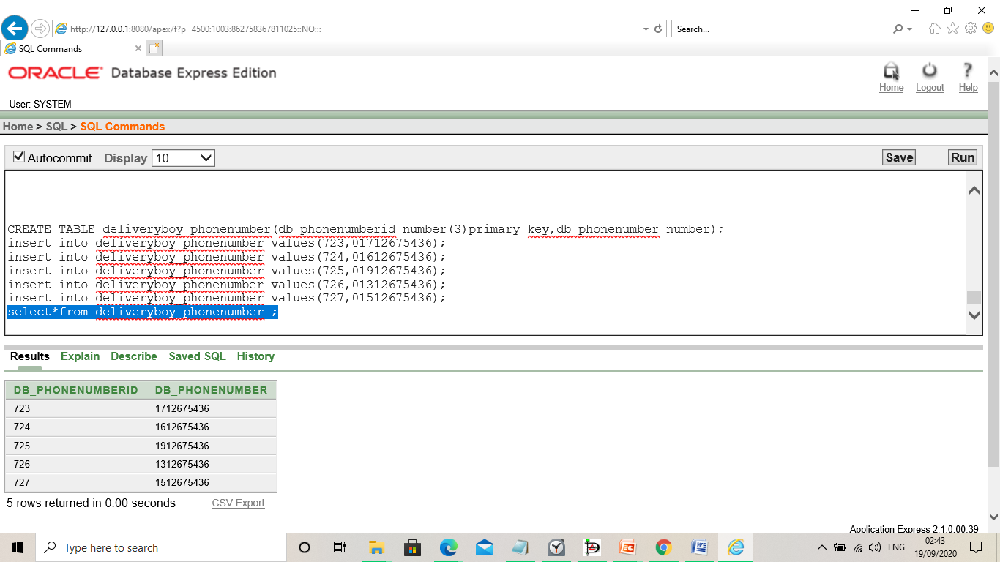 http://127.0.0.1:8080/apex/f?p=4500:1003:862758367811025::NO:::
Search...
SQL Commands
ORACLE Database Express Edition
Home Logout Help
User: SYSTEM
Home > SQL > SQL Commands
Autocommit Display 10 Save Run
CREATE TABLE deliveryboy_phonenumber(db_phonenumberid number(3)primary key,db_phonenumber number);
insert into deliveryboy_phonenumber values(723,01712675436);
insert into deliveryboy_phonenumber values(724,01612675436);
insert into deliveryboy_phonenumber values(725,01912675436);
insert into deliveryboy_phonenumber values(726,01312675436);
insert into deliveryboy_phonenumber values(727,01512675436);
select*from deliveryboy_phonenumber ;
Results Explain Describe Saved SQL History
DB_PHONENUMBERID DB_PHONENUMBER
723 1712675436
724 1612675436
725 1912675436
726 1312675436
727 1512675436
5 rows returned in 0.00 seconds CSV Export
Application Express 2.1.0.00.39
Type here to search
ENG
02:43
19/09/2020